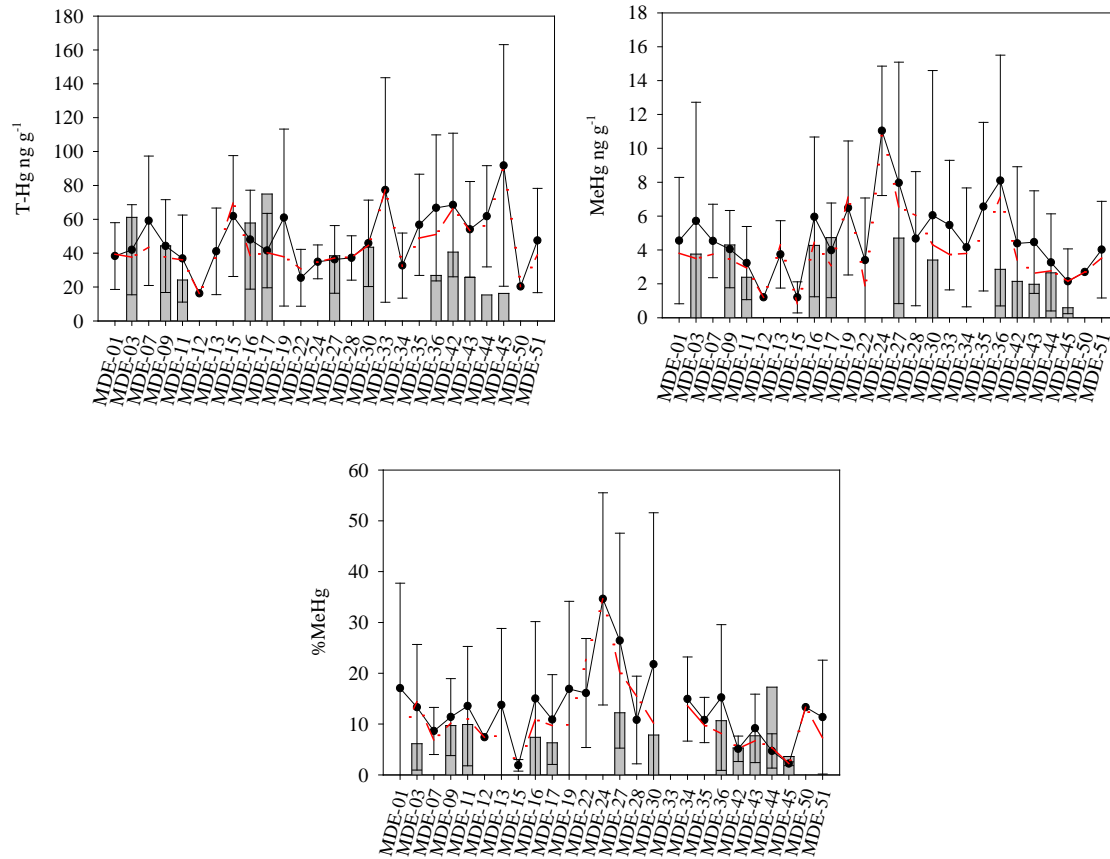 T-Hg ng g-1
180
160
140
120
100
80
60
40
20
0
MDE-01
MDE-03
MDE-07
MDE-09
MDE-11
MDE-12
MDE-13
MDE-15
MDE-16
MDE-17
MDE-19
MDE-22
MDE-24
MDE-27
MDE-28
MDE-30
MDE-33
MDE-34
MDE-35
MDE-36
MDE-42
MDE-43
MDE-44
MDE-45
MDE-50
MDE-51
MeHg ng g-1
18
16
14
12
10
8
6
4
2
0
MDE-01
MDE-03
MDE-07
MDE-09
MDE-11
MDE-12
MDE-13
MDE-15
MDE-16
MDE-17
MDE-19
MDE-22
MDE-24
MDE-27
MDE-28
MDE-30
MDE-33
MDE-34
MDE-35
MDE-36
MDE-42
MDE-43
MDE-44
MDE-45
MDE-50
MDE-51
%MeHg
60
50
40
30
20
10
0
MDE-01
MDE-03
MDE-07
MDE-09
MDE-11
MDE-12
MDE-13
MDE-15
MDE-16
MDE-17
MDE-19
MDE-22
MDE-24
MDE-27
MDE-28
MDE-30
MDE-33
MDE-34
MDE-35
MDE-36
MDE-42
MDE-43
MDE-44
MDE-45
MDE-50
MDE-51